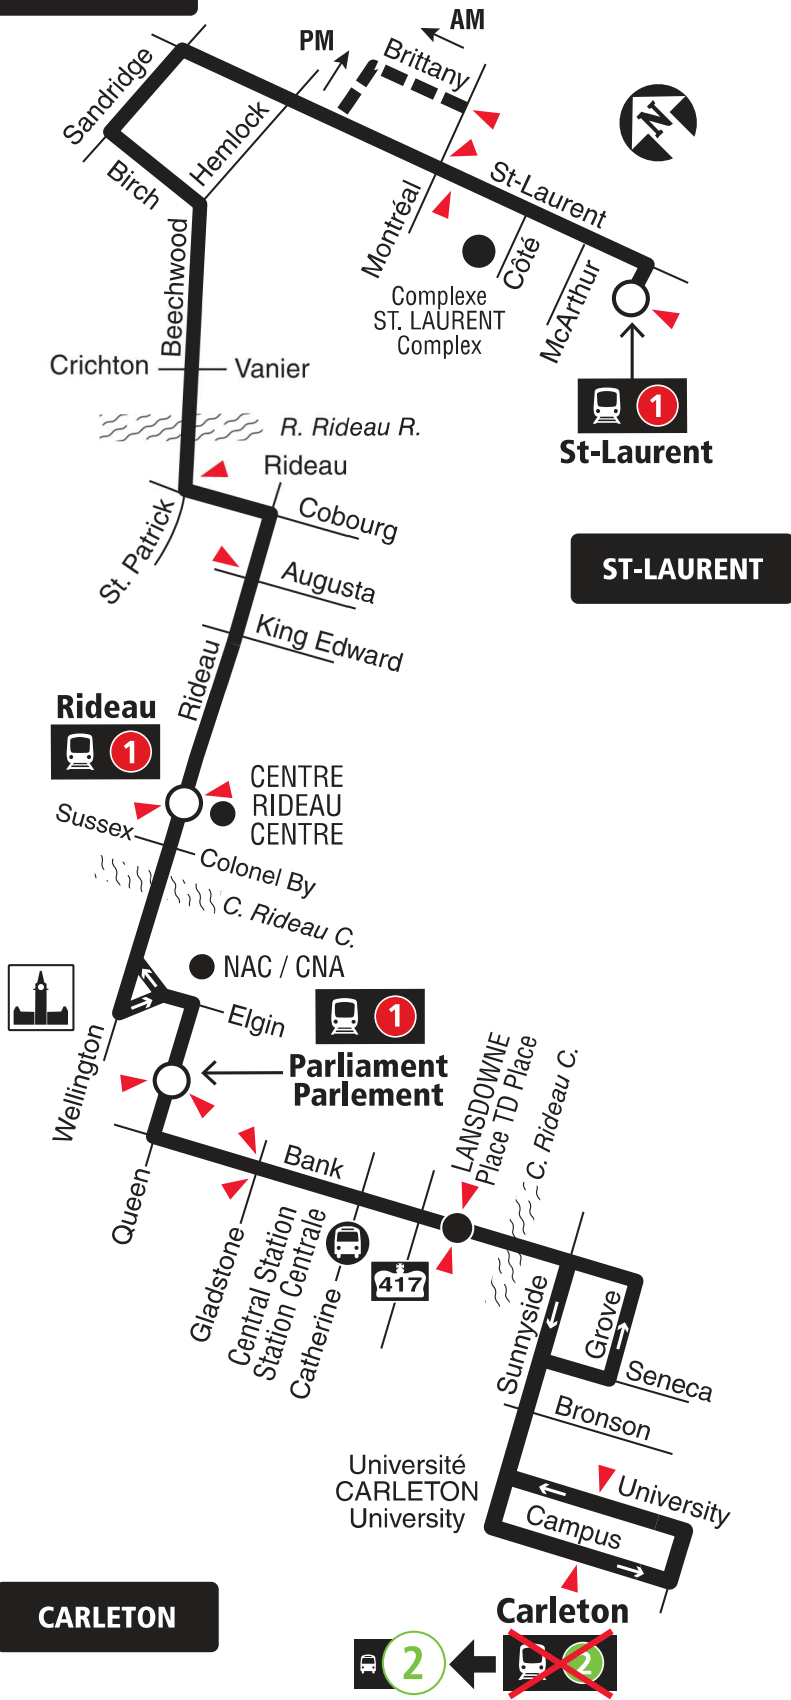 AM
PM
Brittany
Sandridge
Hemlock
N
Birch
St-Laurent
Montréal
Beechwood
Côté
McArthur
Complexe
ST. LAURENT
Complex
Crichton
Vanier
1
St-Laurent
R. Rideau R.
Rideau
St. Patrick
Cobourg
ST-LAURENT
Augusta
King Edward
Rideau
Rideau
1
CENTRE
RIDEAU
CENTRE
Sussex
Colonel By
C. Rideau C.
NAC / CNA
Elgin
1
Parliament
Parlement
Wellington
LANSDOWNE
Place TD Place
C. Rideau C.
Queen
Bank
Gladstone
Central Station
Station Centrale
Catherine
417
Sunnyside
Grove
Seneca
Bronson
Université
CARLETON
University
University
Campus
CARLETON
Carleton
2
2